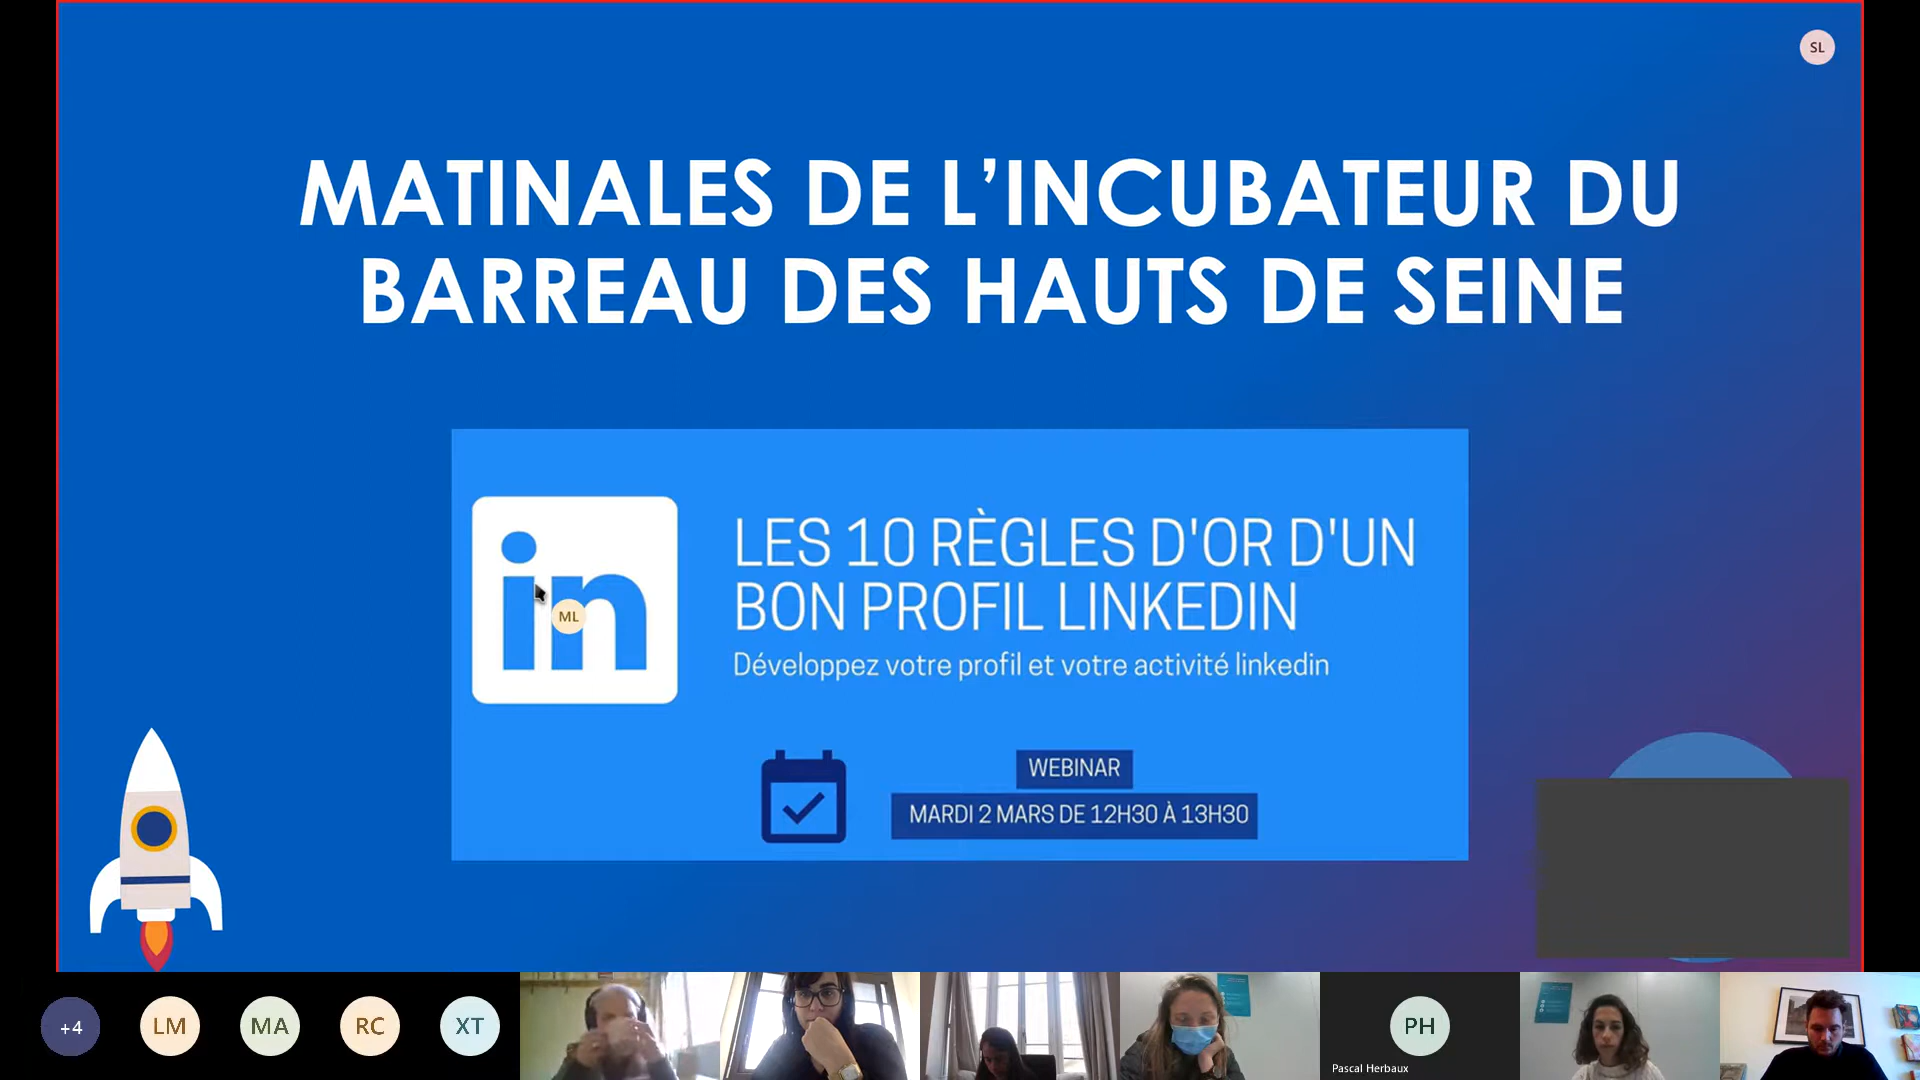 SL
MATINALES DE L’INCUBATEUR DU
BARREAU DES HAUTS DE SEINE
in
ML
LES 10 RÈGLES D'OR D'UN
BON PROFIL LINKEDIN
Développez votre profil et votre activité linkedin
WEBINAR
MARDI 2 MARS DE 12H30 À 13H30
+4
LM
MA
RC
XT
PH
Pascal Herbaux